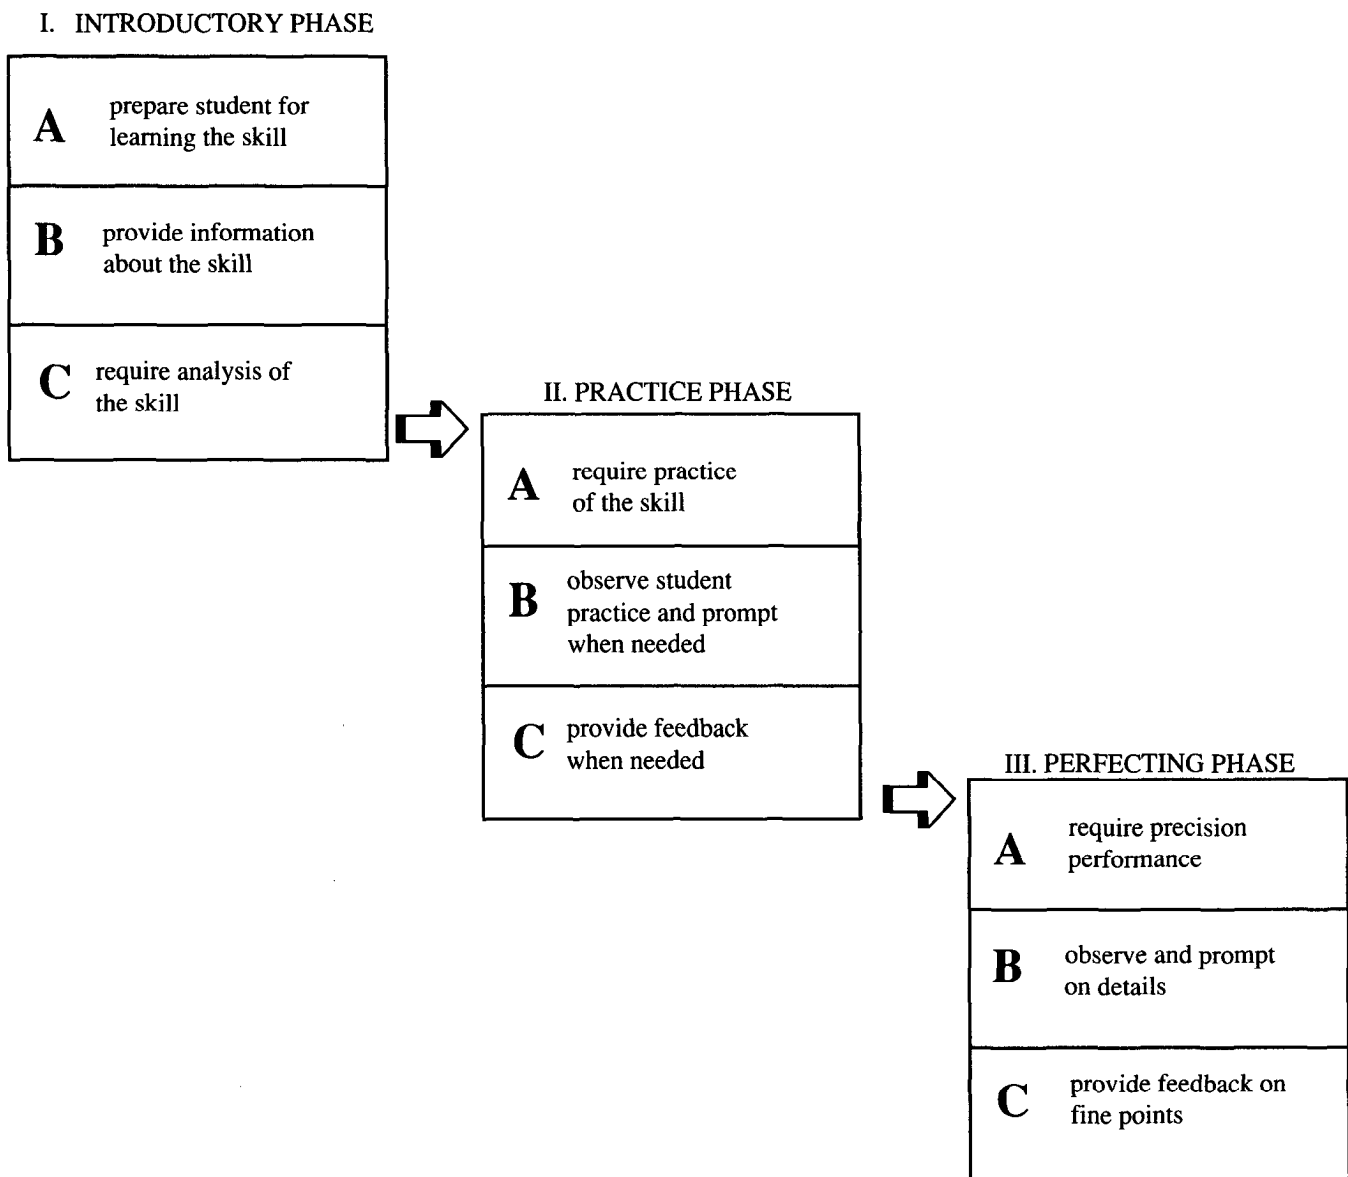 I. INTRODUCTORY PHASE
A prepare student for
learning the skill
B provide information
about the skill
C require analysis of
the skill
II. PRACTICE PHASE
A require practice
of the skill
B observe student
practice and prompt
when needed
C provide feedback
when needed
III. PERFECTING PHASE
A require precision
performance
B observe and prompt
on details
C provide feedback on
fine points